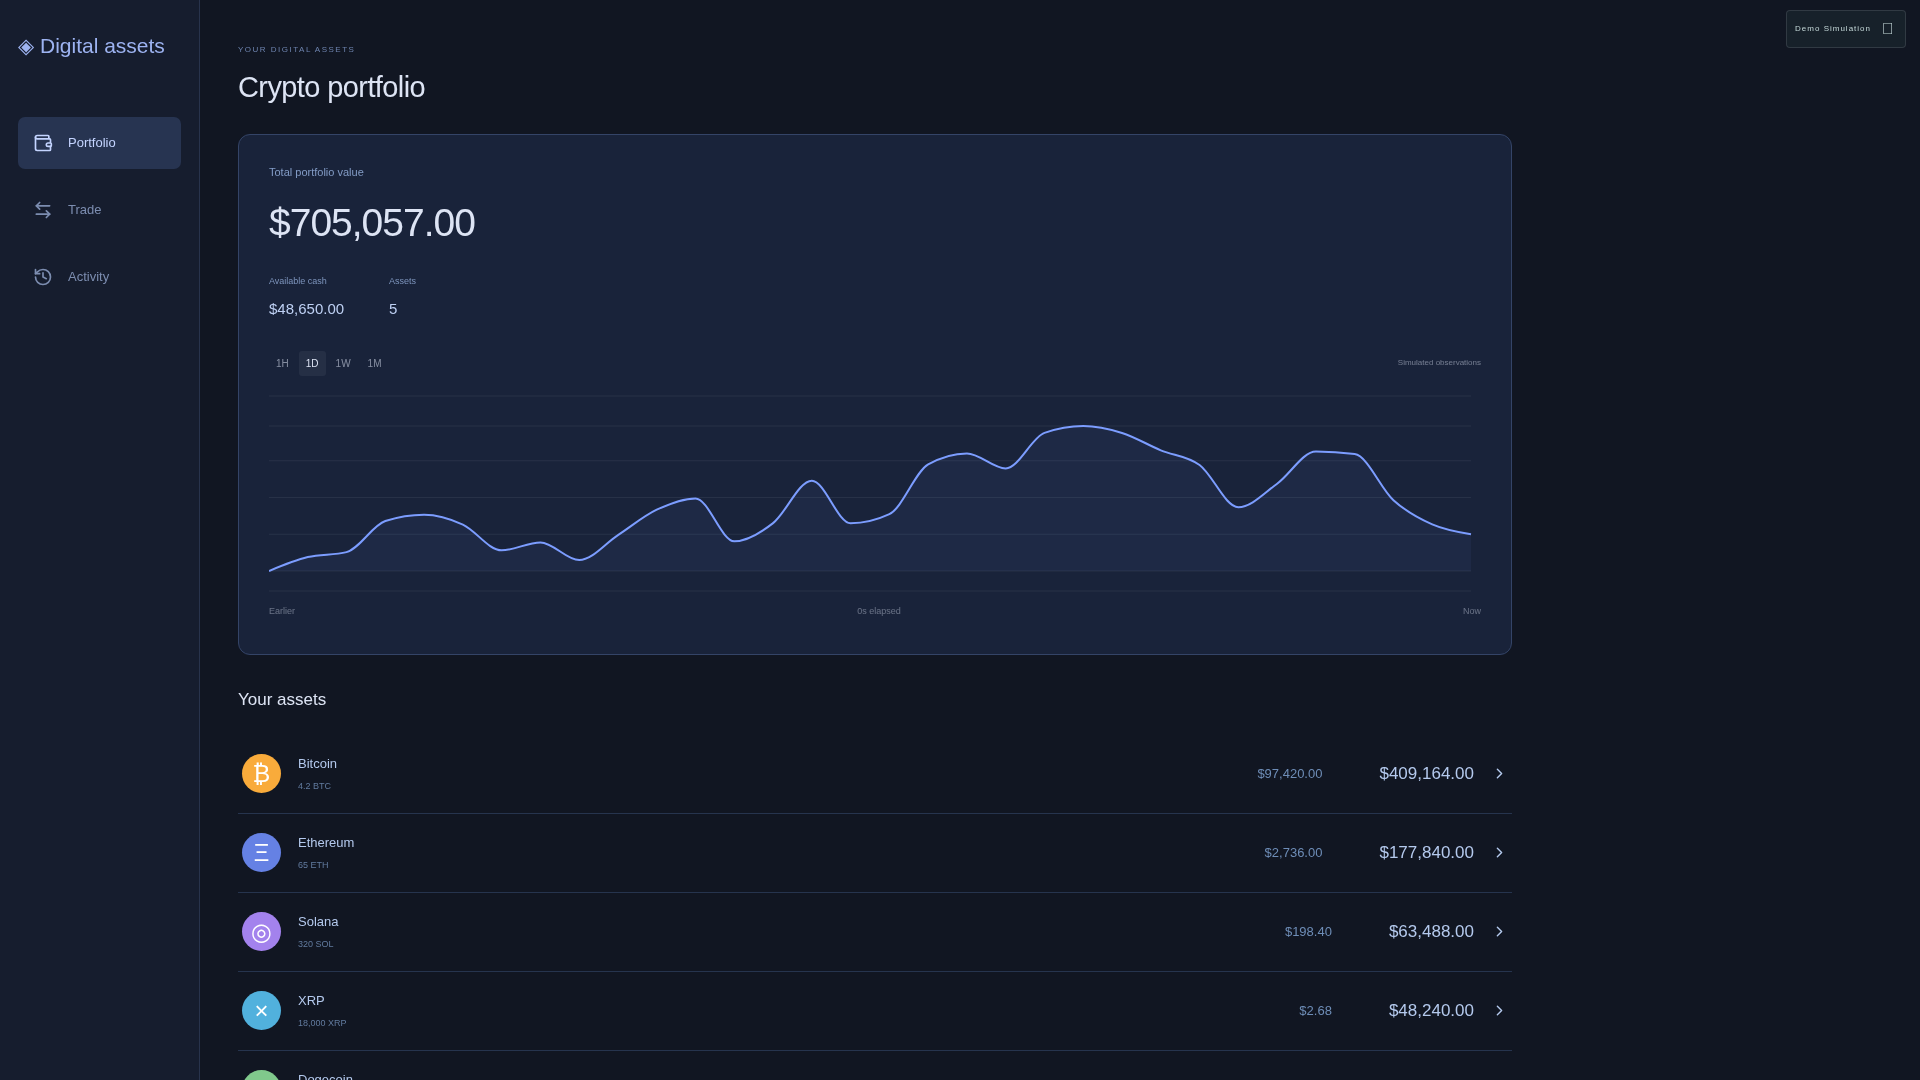 ◈ Digital assets
Portfolio
Trade
Activity
Demo Simulation
YOUR DIGITAL ASSETS
Crypto portfolio
Total portfolio value
$705,057.00
Available cash
Assets
$48,650.00
5
1H 1D 1W 1M
Simulated observations
Earlier
0s elapsed
Now
Your assets
Bitcoin
4.2 BTC
$97,420.00
$409,164.00
Ethereum
65 ETH
$2,736.00
$177,840.00
Solana
320 SOL
$198.40
$63,488.00
XRP
18,000 XRP
$2.68
$48,240.00
Dogecoin